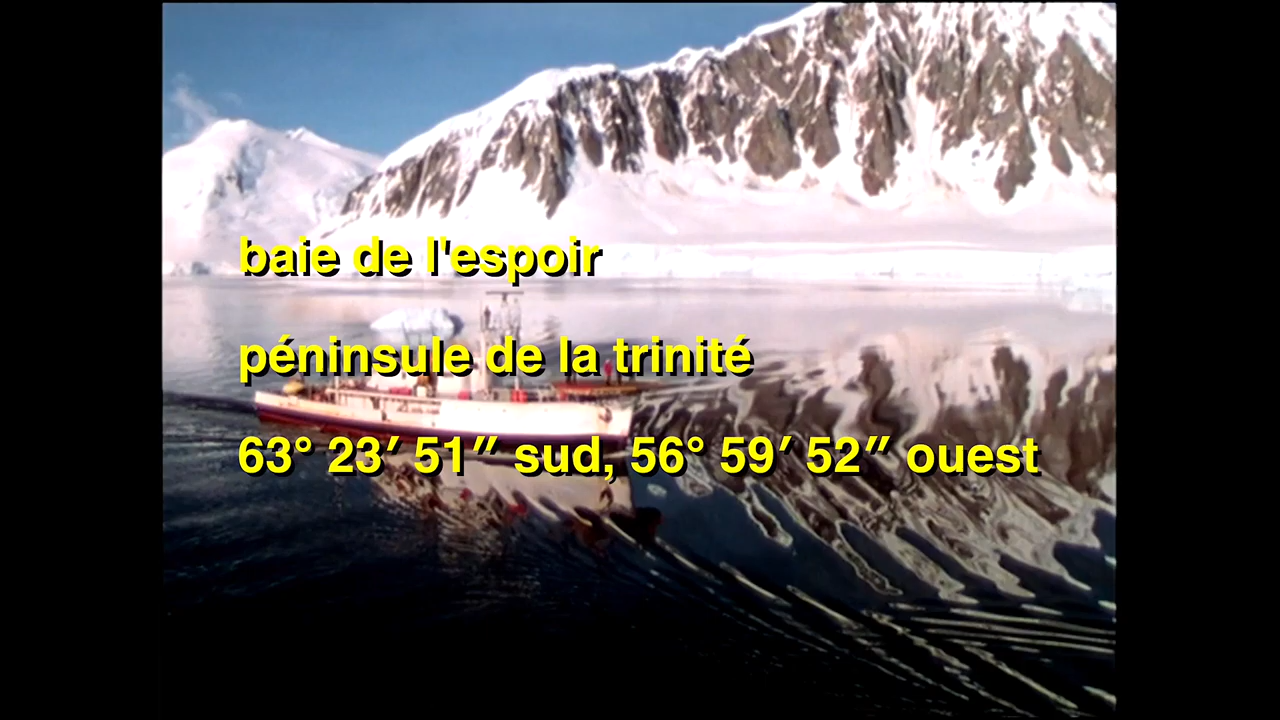 baie de l'espoir
péninsule de la trinité
63° 23′ 51″ sud, 56° 59′ 52″ ouest